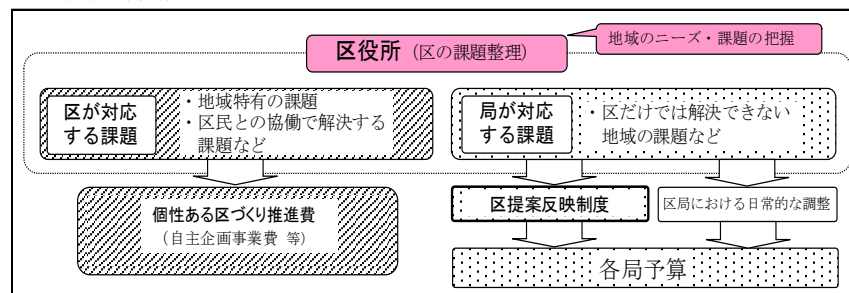 地域のニーズ・課題の把握
区役所（区の課題整理）
区が対応
する課題
・地域特有の課題
・区民との協働で解決する
課題など
局が対応
する課題
・区だけでは解決できない
地域の課題など
個性ある区づくり推進費
（自主企画事業費 等）
区提案反映制度
区局における日常的な調整
各局予算